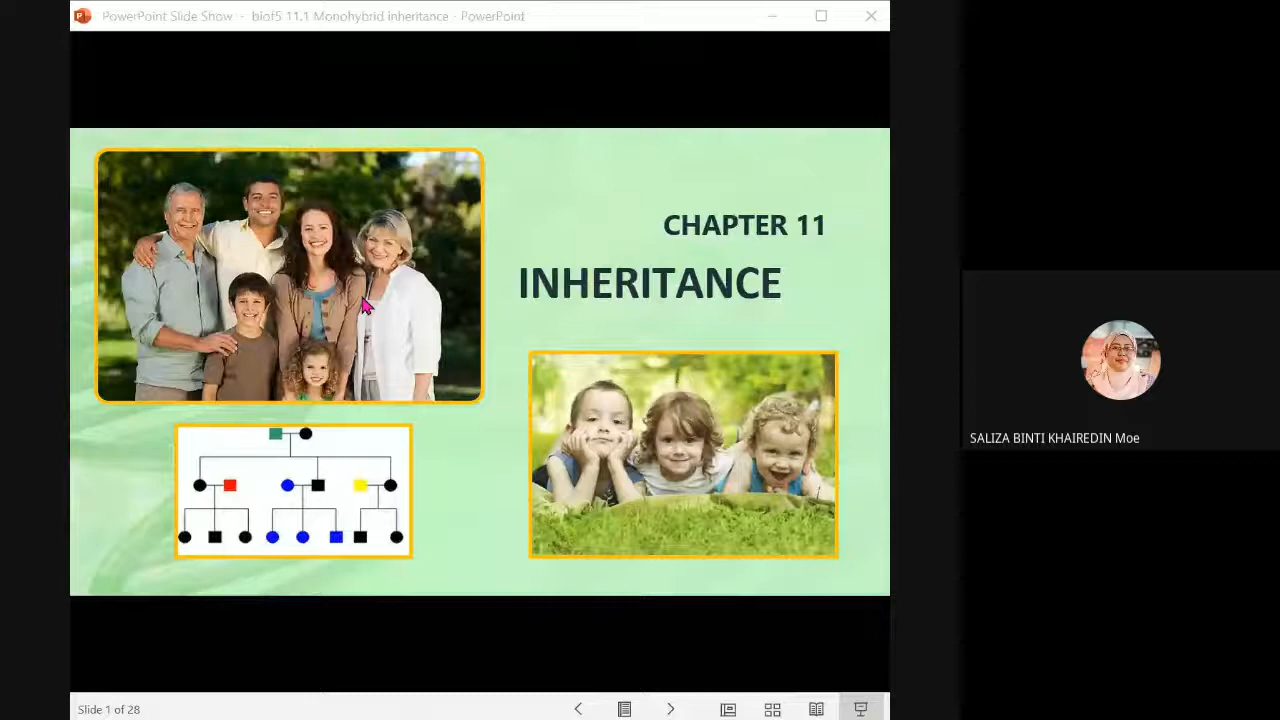 PowerPoint Slide Show - biof5 11.1 Monohybrid inheritance - PowerPoint
CHAPTER 11
INHERITANCE
SALIZA BINTI KHAIREDIN Moe
Slide 1 of 28